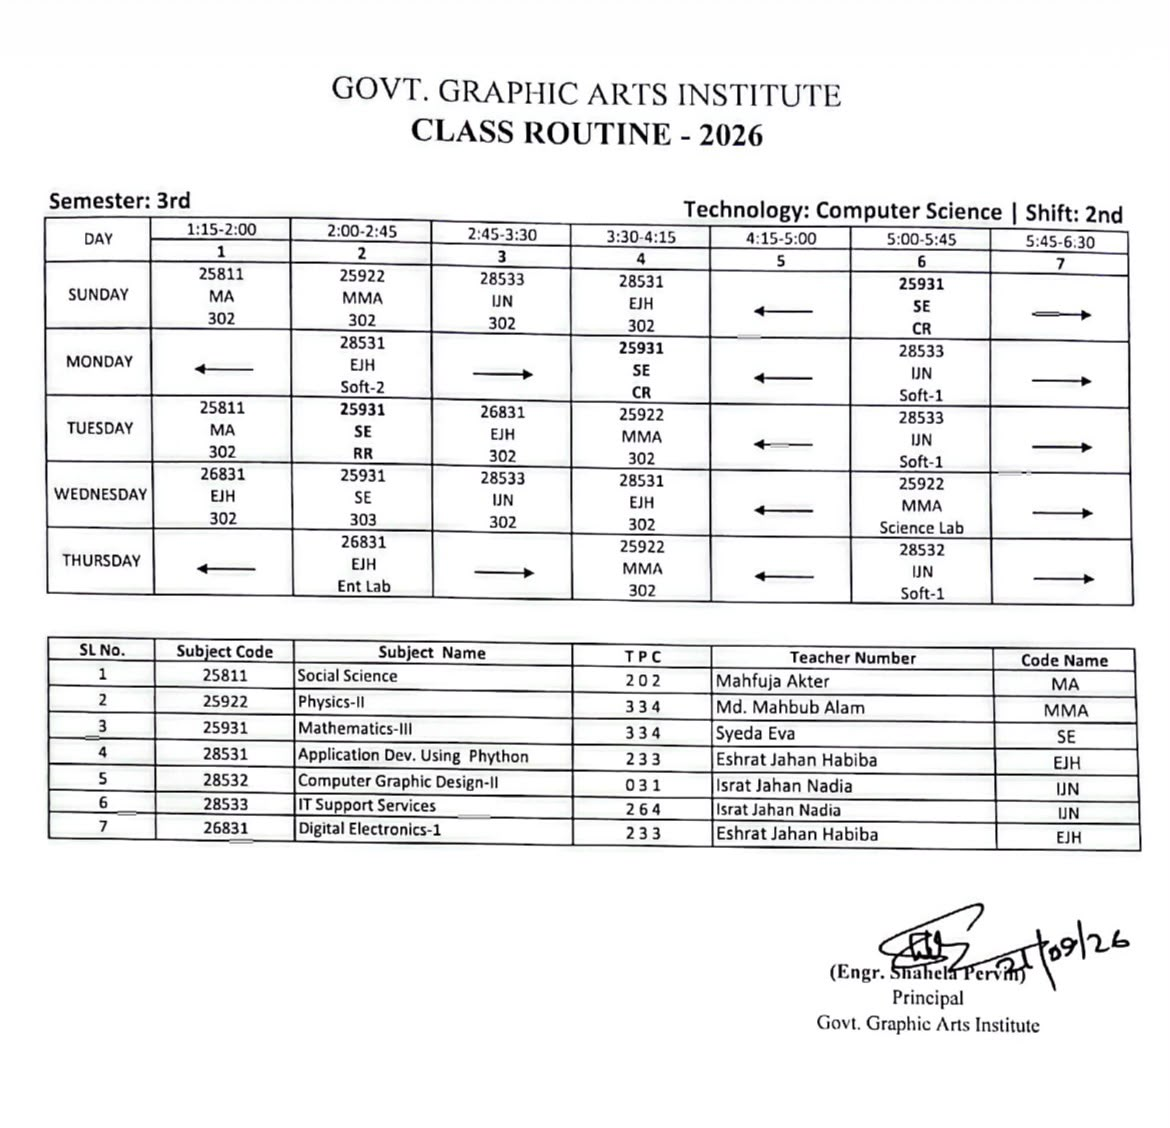 GOVT. GRAPHIC ARTS INSTITUTE
CLASS ROUTINE - 2026
Semester: 3rd
Technology: Computer Science | Shift: 2nd
DAY 1:15-2:00 2:00-2:45 2:45-3:30 3:30-4:15 4:15-5:00 5:00-5:45 5:45-6:30
1 2 3 4 5 6 7
SUNDAY
25811 25922 28533 28531 25931
MA MMA IJN EJH SE
302 302 302 302 CR
MONDAY
28531 25931 28533
EJH SE IJN
Soft-2 CR Soft-1
TUESDAY
25811 25931 26831 25922 28533
MA SE EJH MMA IJN
302 RR 302 302 Soft-1
WEDNESDAY
26831 25931 28533 28531 25922
EJH SE IJN EJH MMA
302 303 302 302 Science Lab
THURSDAY
26831 25922 28532
EJH MMA IJN
Ent Lab 302 Soft-1
SL No. Subject Code Subject Name T P C Teacher Number Code Name
1 25811 Social Science 2 0 2 Mahfuja Akter MA
2 25922 Physics-II 3 3 4 Md. Mahbub Alam MMA
3 25931 Mathematics-III 3 3 4 Syeda Eva SE
4 28531 Application Dev. Using Phython 2 3 3 Eshrat Jahan Habiba EJH
5 28532 Computer Graphic Design-II 0 3 1 Israt Jahan Nadia IJN
6 28533 IT Support Services 2 6 4 Israt Jahan Nadia IJN
7 26831 Digital Electronics-1 2 3 3 Eshrat Jahan Habiba EJH
21/09/26
(Engr. Shahela Pervin)
Principal
Govt. Graphic Arts Institute